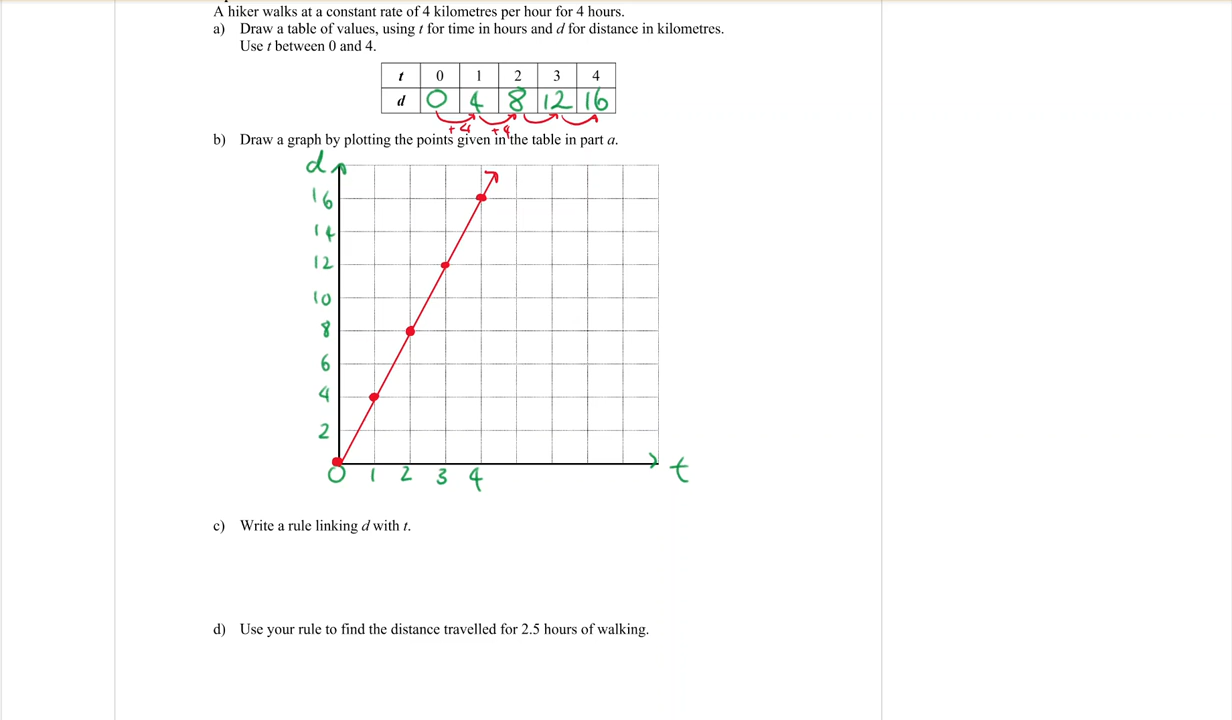 A hiker walks at a constant rate of 4 kilometres per hour for 4 hours.
a) Draw a table of values, using t for time in hours and d for distance in kilometres.
Use t between 0 and 4.
t 0 1 2 3 4
d 0 4 8 12 16
+4 +4
b) Draw a graph by plotting the points given in the table in part a.
d
16
14
12
10
8
6
4
2
0 1 2 3 4 t
c) Write a rule linking d with t.
d) Use your rule to find the distance travelled for 2.5 hours of walking.